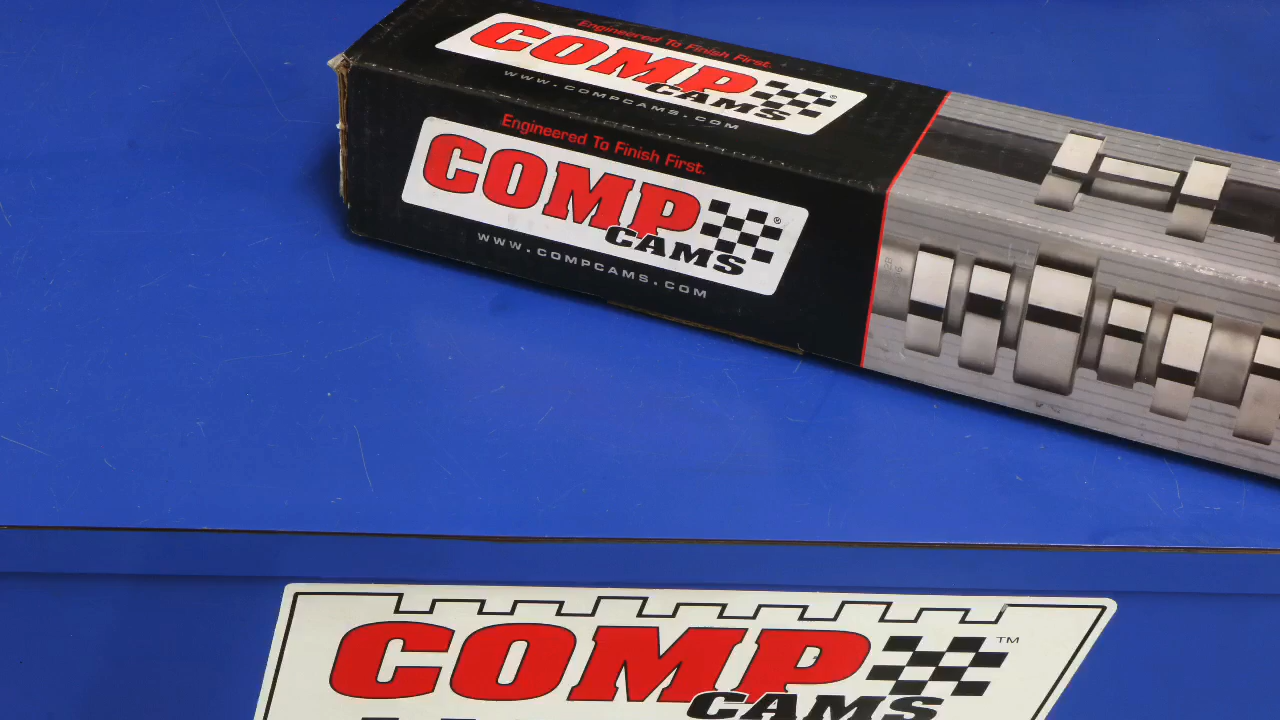 Engineered To Finish First.
COMP
CAMS ®
www.compcams.com
Engineered To Finish First.
COMP
CAMS ®
www.compcams.com
COMP ™
CAMS